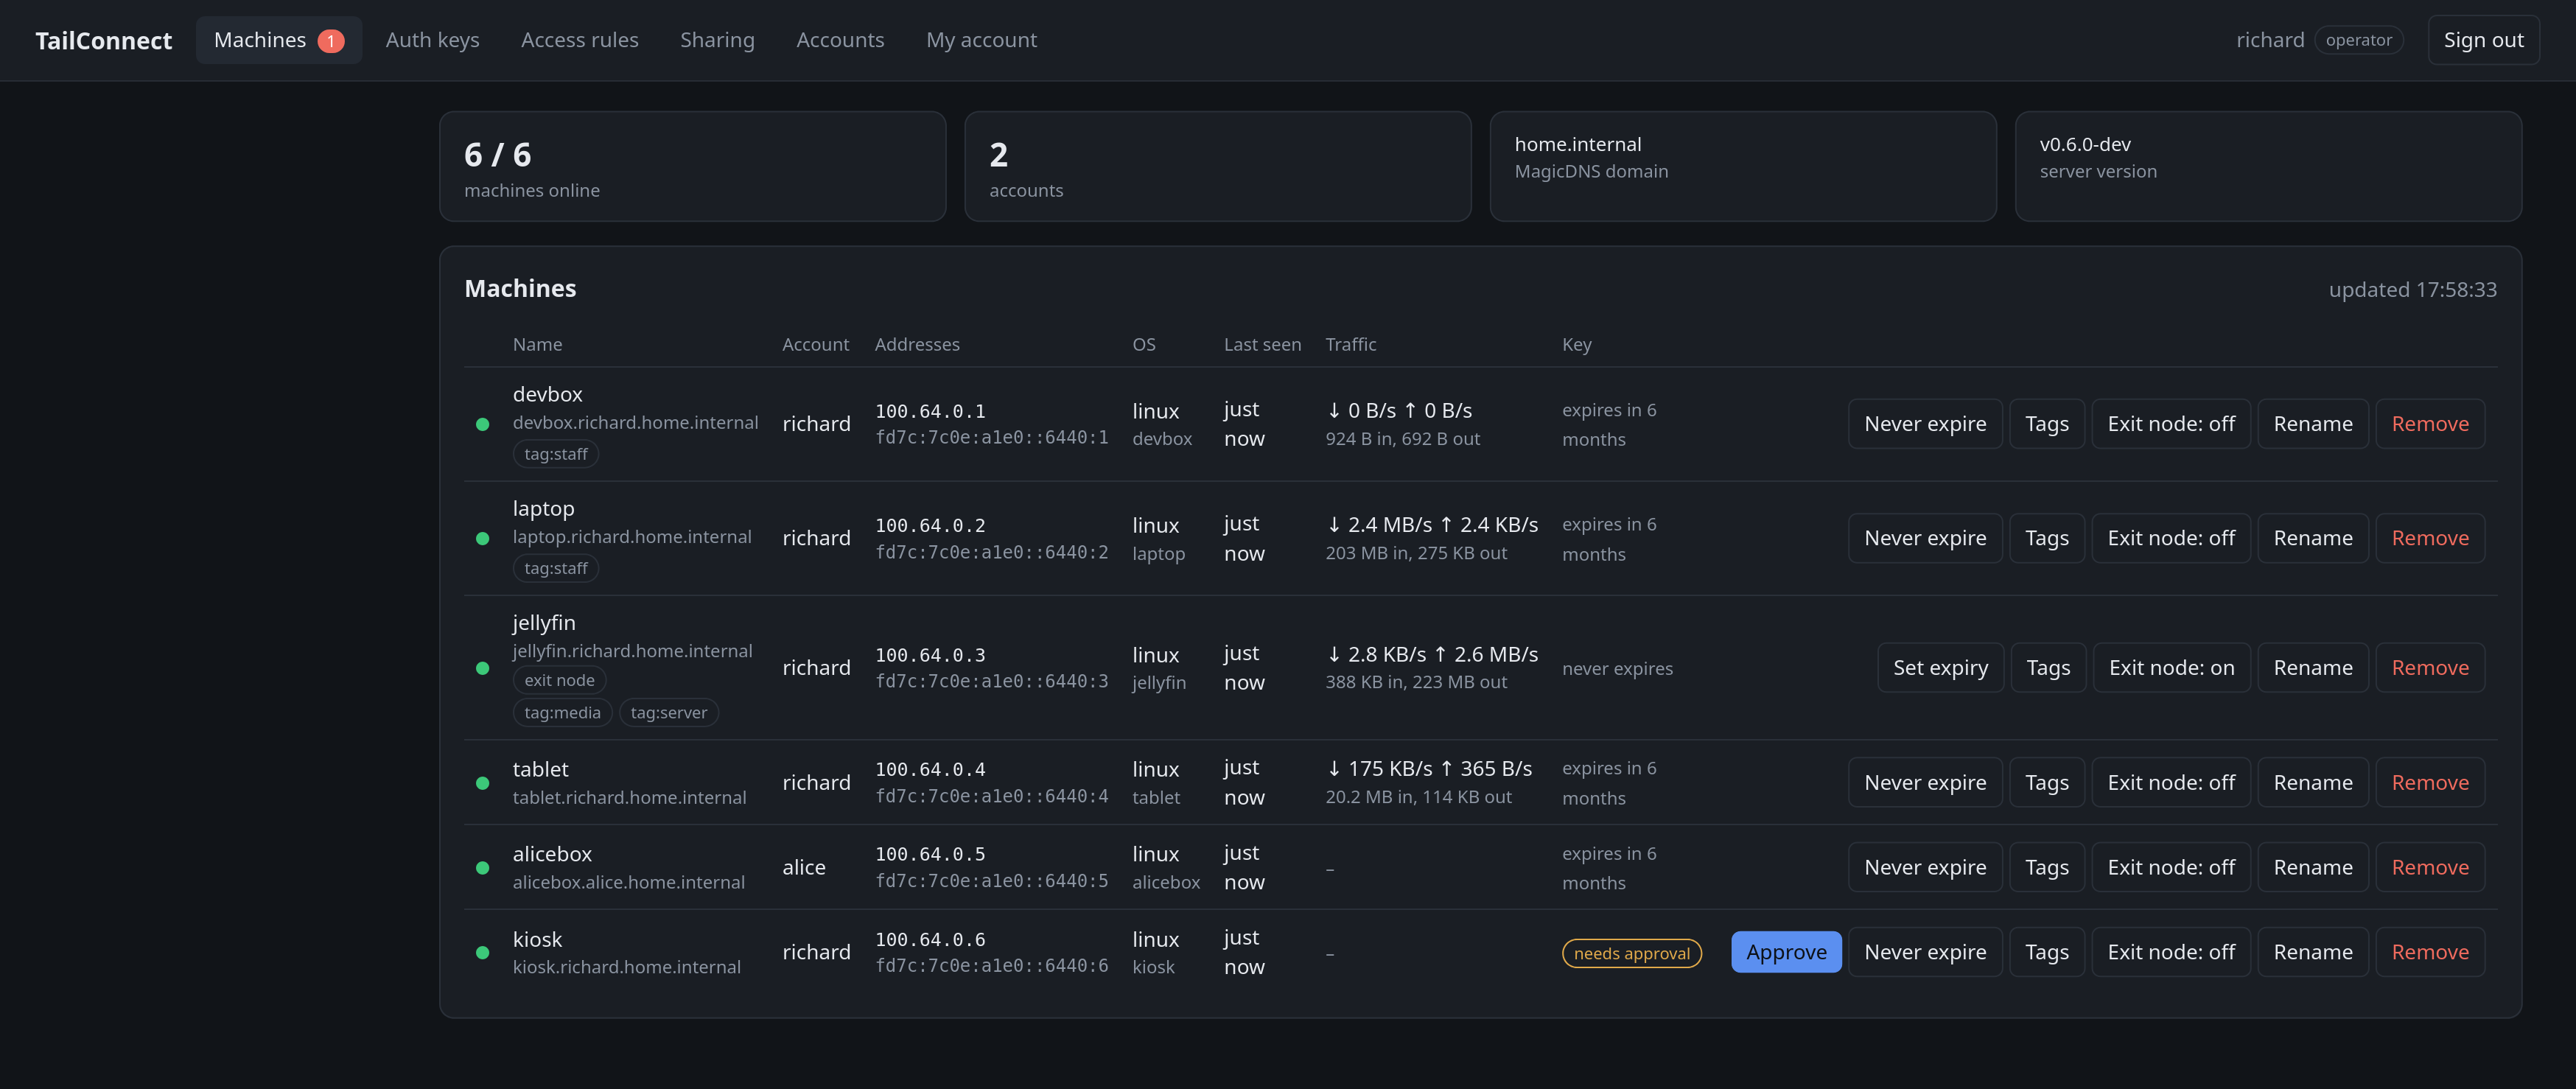 TailConnect Machines 1 Auth keys Access rules Sharing Accounts My account richard operator Sign out
6 / 6
machines online
2
accounts
home.internal
MagicDNS domain
v0.6.0-dev
server version
Machines updated 17:58:33
Name Account Addresses OS Last seen Traffic Key
devbox
devbox.richard.home.internal
tag:staff
richard
100.64.0.1
fd7c:7c0e:a1e0::6440:1
linux
devbox
just
now
↓ 0 B/s ↑ 0 B/s
924 B in, 692 B out
expires in 6
months
Never expire Tags Exit node: off Rename Remove
laptop
laptop.richard.home.internal
tag:staff
richard
100.64.0.2
fd7c:7c0e:a1e0::6440:2
linux
laptop
just
now
↓ 2.4 MB/s ↑ 2.4 KB/s
203 MB in, 275 KB out
expires in 6
months
Never expire Tags Exit node: off Rename Remove
jellyfin
jellyfin.richard.home.internal
exit node
tag:media tag:server
richard
100.64.0.3
fd7c:7c0e:a1e0::6440:3
linux
jellyfin
just
now
↓ 2.8 KB/s ↑ 2.6 MB/s
388 KB in, 223 MB out
never expires
Set expiry Tags Exit node: on Rename Remove
tablet
tablet.richard.home.internal
richard
100.64.0.4
fd7c:7c0e:a1e0::6440:4
linux
tablet
just
now
↓ 175 KB/s ↑ 365 B/s
20.2 MB in, 114 KB out
expires in 6
months
Never expire Tags Exit node: off Rename Remove
alicebox
alicebox.alice.home.internal
alice
100.64.0.5
fd7c:7c0e:a1e0::6440:5
linux
alicebox
just
now
–
expires in 6
months
Never expire Tags Exit node: off Rename Remove
kiosk
kiosk.richard.home.internal
richard
100.64.0.6
fd7c:7c0e:a1e0::6440:6
linux
kiosk
just
now
–
needs approval
Approve Never expire Tags Exit node: off Rename Remove